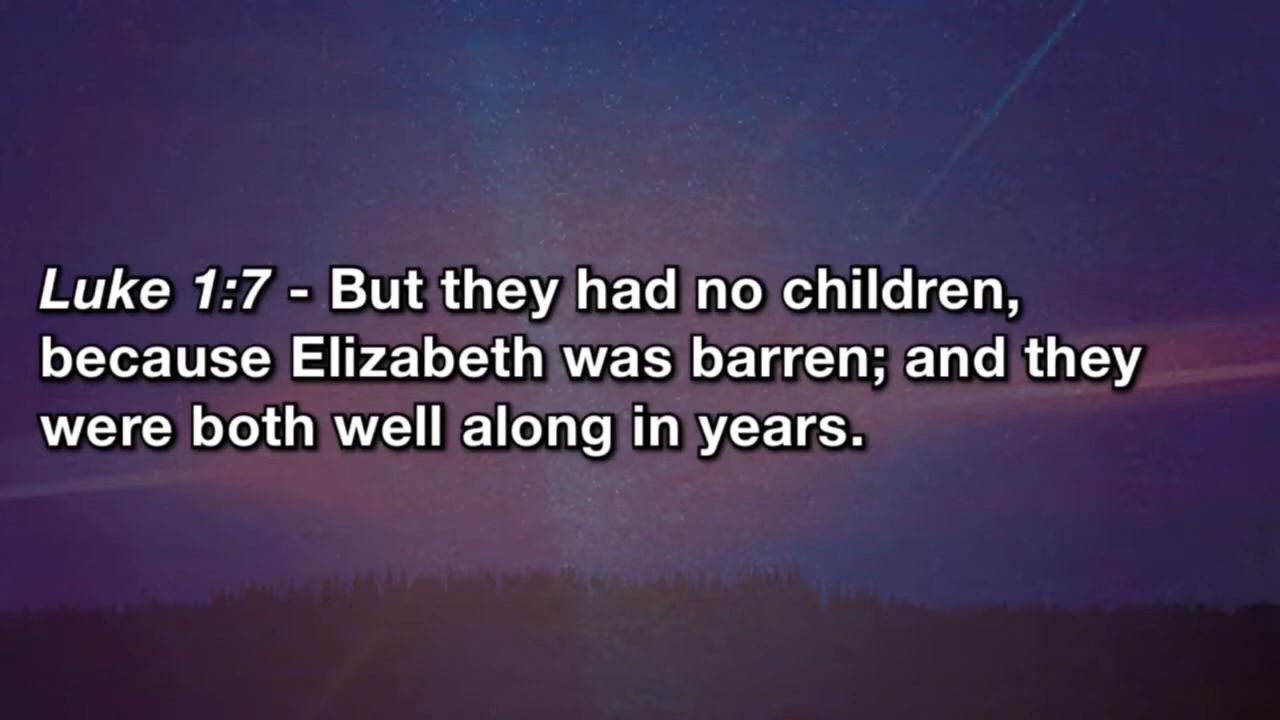 Luke 1:7 - But they had no children,
because Elizabeth was barren; and they
were both well along in years.